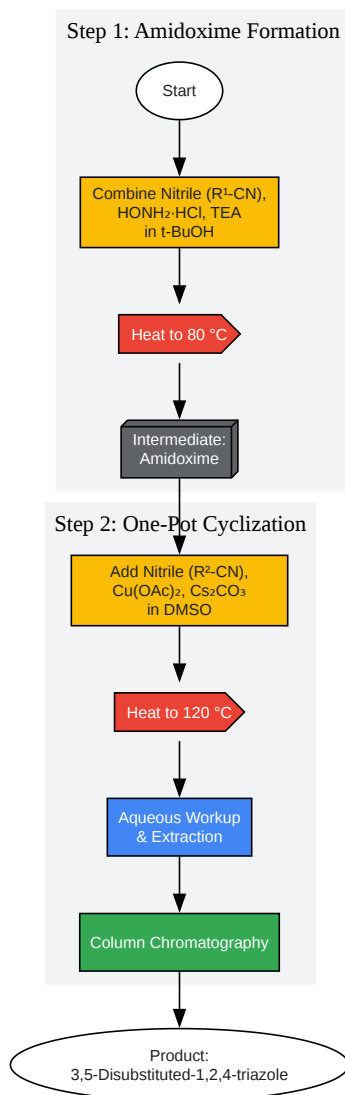 Step 1: Amidoxime Formation
Start
Combine Nitrile (R¹-CN),
HONH₂·HCl, TEA
in t-BuOH
Heat to 80 °C
Intermediate:
Amidoxime
Step 2: One-Pot Cyclization
Add Nitrile (R²-CN),
Cu(OAc)₂, Cs₂CO₃
in DMSO
Heat to 120 °C
Aqueous Workup
& Extraction
Column Chromatography
Product:
3,5-Disubstituted-1,2,4-triazole